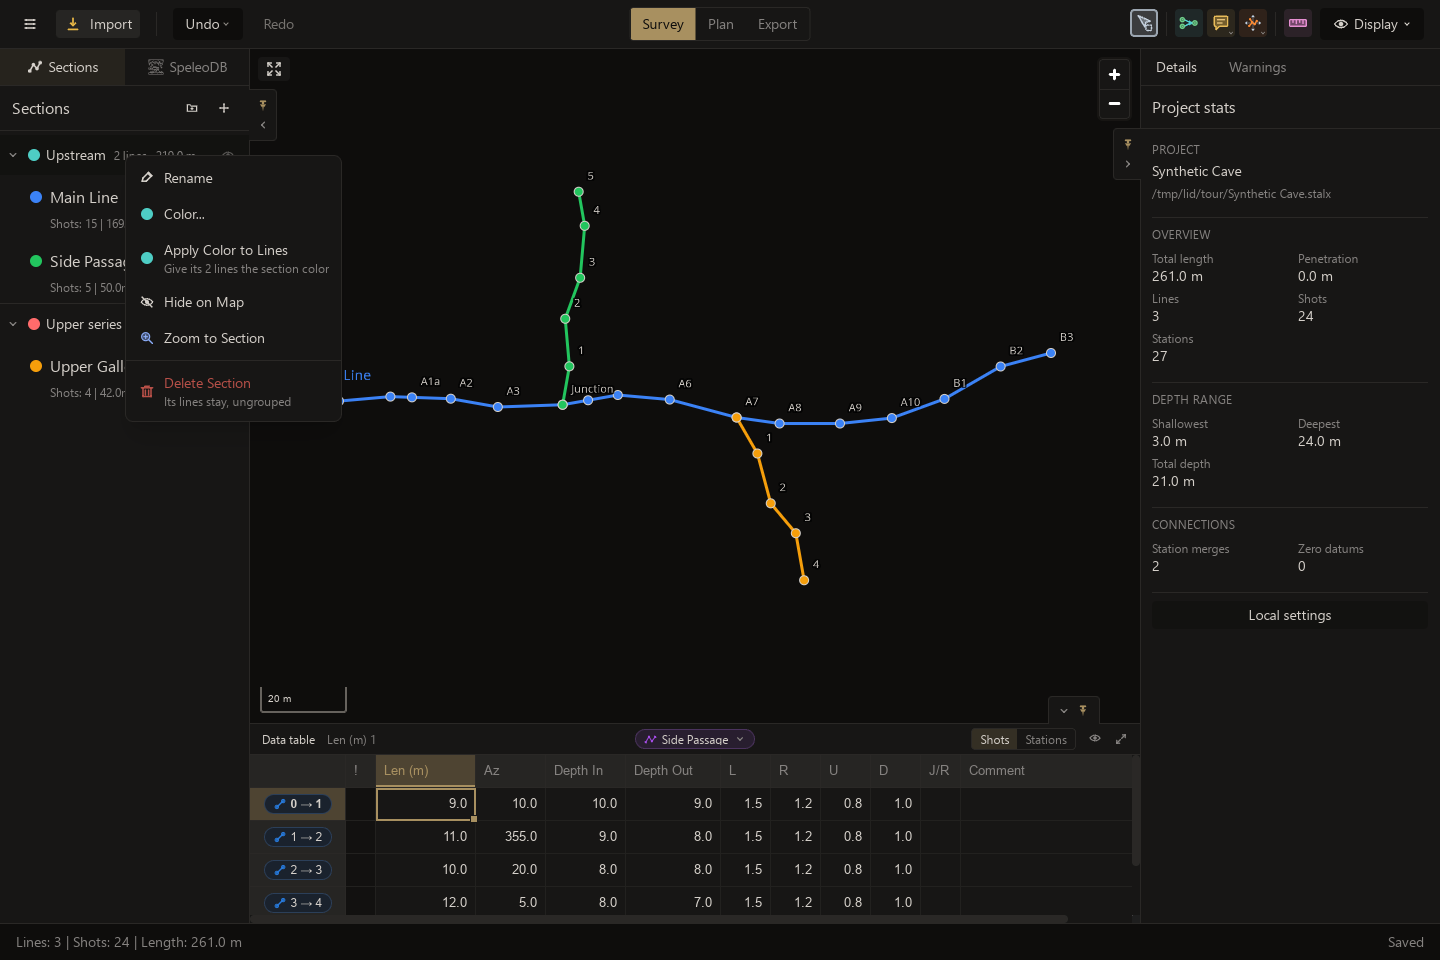 Import
Undo
Redo
Survey
Plan
Export
Display
Sections
SpeleoDB
Sections
Upstream
Main Line
Shots: 15 | 169
Side Passag
Shots: 5 | 50.0m
Upper series
Upper Gall
Shots: 4 | 42.0m
Rename
Color...
Apply Color to Lines
Give its 2 lines the section color
Hide on Map
Zoom to Section
Delete Section
Its lines stay, ungrouped
5
4
3
2
1
Line
A1a
A2
A3
Junction
A6
A7
A8
A9
A10
B1
B2
B3
1
2
3
4
20 m
Details
Warnings
Project stats
PROJECT
Synthetic Cave
/tmp/lid/tour/Synthetic Cave.stalx
OVERVIEW
Total length Penetration
261.0 m 0.0 m
Lines Shots
3 24
Stations
27
DEPTH RANGE
Shallowest Deepest
3.0 m 24.0 m
Total depth
21.0 m
CONNECTIONS
Station merges Zero datums
2 0
Local settings
Data table Len (m) 1
Side Passage
Shots Stations
! Len (m) Az Depth In Depth Out L R U D J/R Comment
0→1 9.0 10.0 10.0 9.0 1.5 1.2 0.8 1.0
1→2 11.0 355.0 9.0 8.0 1.5 1.2 0.8 1.0
2→3 10.0 20.0 8.0 8.0 1.5 1.2 0.8 1.0
3→4 12.0 5.0 8.0 7.0 1.5 1.2 0.8 1.0
Lines: 3 | Shots: 24 | Length: 261.0 m
Saved